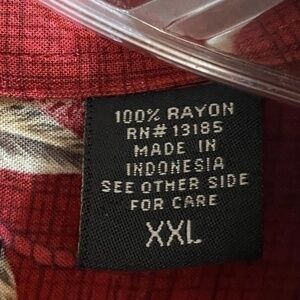 100% RAYON
RN# 13185
MADE IN
INDONESIA
SEE OTHER SIDE
FOR CARE
XXL